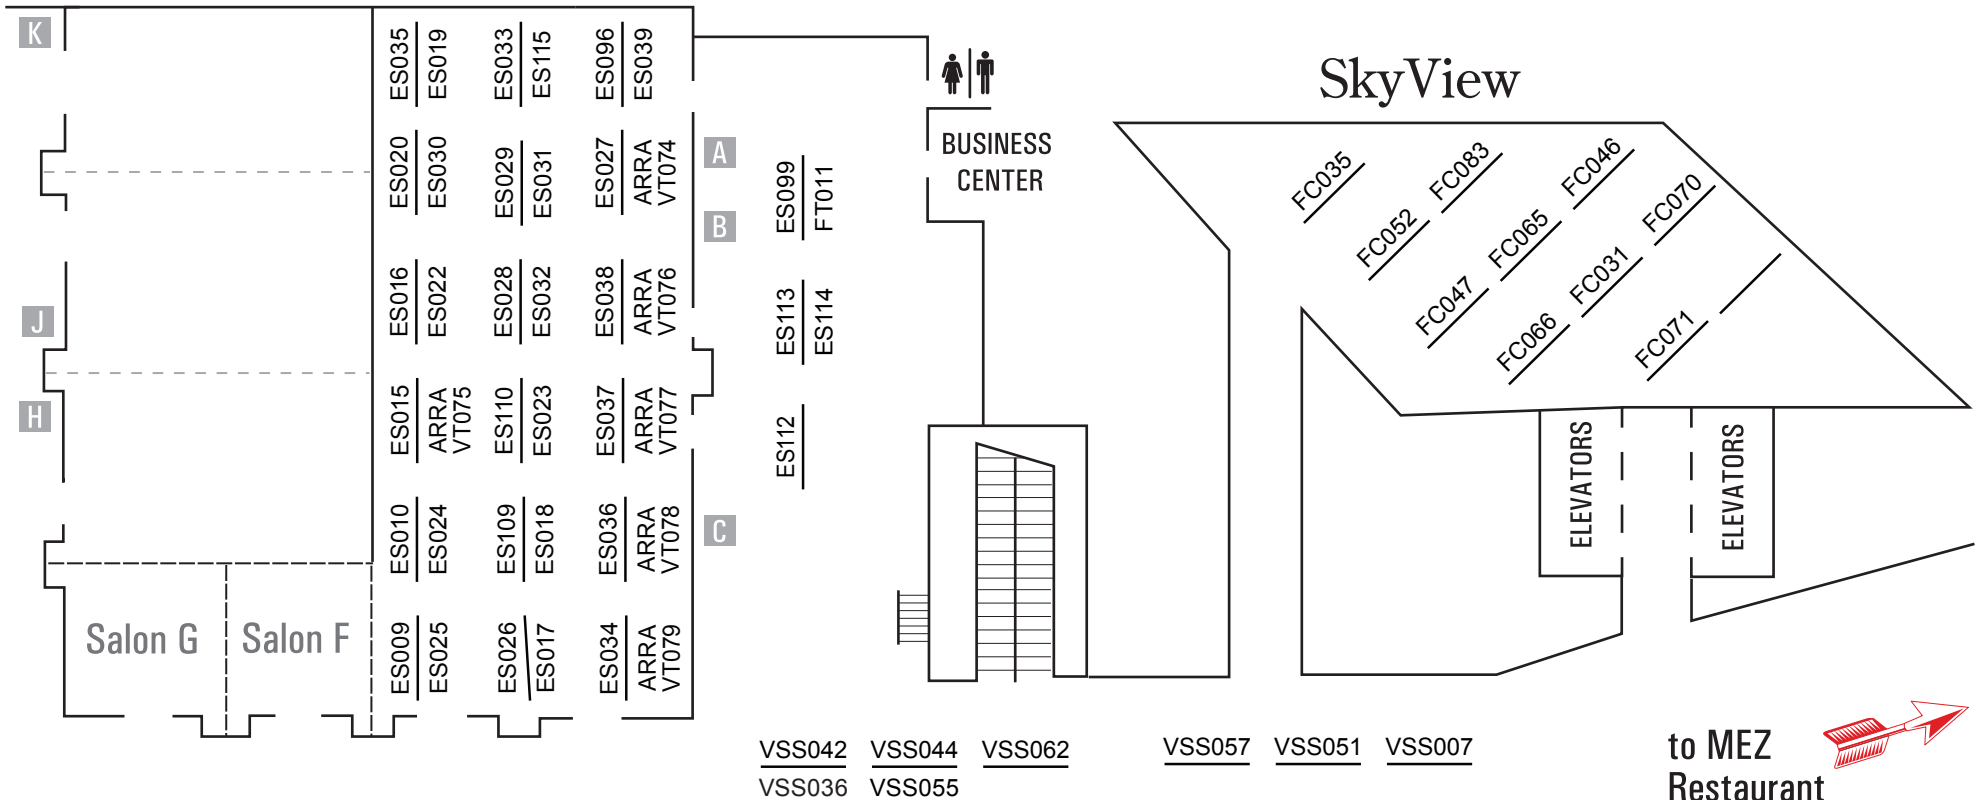 K
J
H
ES035
ES019
ES033
ES115
ES096
ES039
ES020
ES030
ES029
ES031
ES027
ARRA
VT074
ES016
ES022
ES028
ES032
ES038
ARRA
VT076
ES015
ARRA
VT075
ES110
ES023
ES037
ARRA
VT077
ES010
ES024
ES109
ES018
ES036
ARRA
VT078
ES009
ES025
ES026
ES017
ES034
ARRA
VT079
Salon G
Salon F
A
B
C
ES099
FT011
ES113
ES114
ES112
BUSINESS
CENTER
SkyView
FC035
FC052
FC083
FC047
FC065
FC046
FC066
FC031
FC070
FC071
ELEVATORS
ELEVATORS
VSS042 VSS044 VSS062 VSS057 VSS051 VSS007
VSS036 VSS055
to MEZ
Restaurant